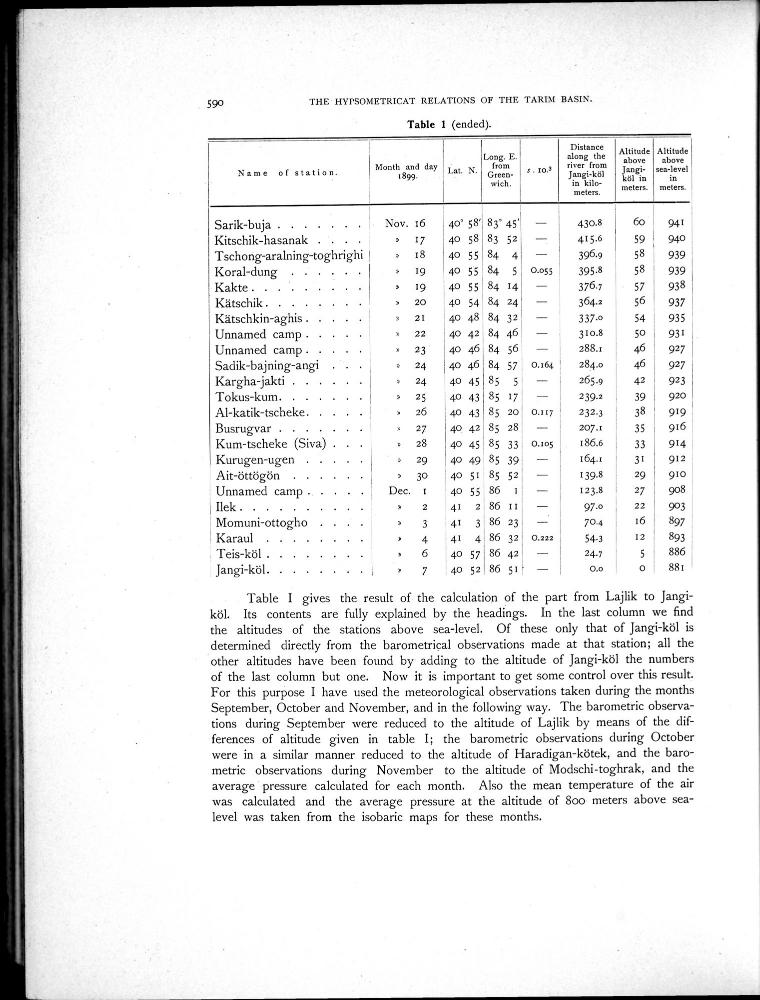 590
THE HYPSOMETRICAT RELATIONS OF THE TARIM BASIN.
Table 1 (ended).
Name of station. | Month and day 1899. | Lat. N. | Long. E. from Greenwich. | s . 10.³ | Distance along the river from Jangi-köl in kilometers. | Altitude above Jangi-köl in meters. | Altitude above sea-level in meters.
Sarik-buja . . . . . . . Nov. 16 40° 58′ 83° 45′ — 430.8 60 941
Kitschik-hasanak . . . . » 17 40 58 83 52 — 415.6 59 940
Tschong-aralning-toghrighi » 18 40 55 84 4 — 396.9 58 939
Koral-dung . . . . . . » 19 40 55 84 5 0.055 395.8 58 939
Kakte . . . . . . . . . » 19 40 55 84 14 — 376.7 57 938
Kätschik . . . . . . . . » 20 40 54 84 24 — 364.2 56 937
Kätschkin-aghis . . . . . » 21 40 48 84 32 — 337.0 54 935
Unnamed camp . . . . . » 22 40 42 84 46 — 310.8 50 931
Unnamed camp . . . . . » 23 40 46 84 56 — 288.1 46 927
Sadik-bajning-angi . . . » 24 40 46 84 57 0.164 284.0 46 927
Kargha-jakti . . . . . . » 24 40 45 85 5 — 265.9 42 923
Tokus-kum. . . . . . . » 25 40 43 85 17 — 239.2 39 920
Al-katik-tscheke. . . . . » 26 40 43 85 20 0.117 232.3 38 919
Busrugvar . . . . . . . » 27 40 42 85 28 — 207.1 35 916
Kum-tscheke (Siva) . . . » 28 40 45 85 33 0.105 186.6 33 914
Kurugen-ugen . . . . . » 29 40 49 85 39 — 164.1 31 912
Ait-öttögön . . . . . . » 30 40 51 85 52 — 139.8 29 910
Unnamed camp . . . . . Dec. 1 40 55 86 1 — 123.8 27 908
Ilek . . . . . . . . . . » 2 41 2 86 11 — 97.0 22 903
Momuni-ottogho . . . . » 3 41 3 86 23 — 70.4 16 897
Karaul . . . . . . . . » 4 41 4 86 32 0.222 54.3 12 893
Teis-köl . . . . . . . . » 6 40 57 86 42 — 24.7 5 886
Jangi-köl. . . . . . . . » 7 40 52 86 51 — 0.0 0 881
Table I gives the result of the calculation of the part from Lajlik to Jangi-
köl. Its contents are fully explained by the headings. In the last column we find
the altitudes of the stations above sea-level. Of these only that of Jangi-köl is
determined directly from the barometrical observations made at that station; all the
other altitudes have been found by adding to the altitude of Jangi-köl the numbers
of the last column but one. Now it is important to get some control over this result.
For this purpose I have used the meteorological observations taken during the months
September, October and November, and in the following way. The barometric observa-
tions during September were reduced to the altitude of Lajlik by means of the dif-
ferences of altitude given in table I; the barometric observations during October
were in a similar manner reduced to the altitude of Haradigan-kötek, and the baro-
metric observations during November to the altitude of Modschi-toghrak, and the
average pressure calculated for each month. Also the mean temperature of the air
was calculated and the average pressure at the altitude of 800 meters above sea-
level was taken from the isobaric maps for these months.